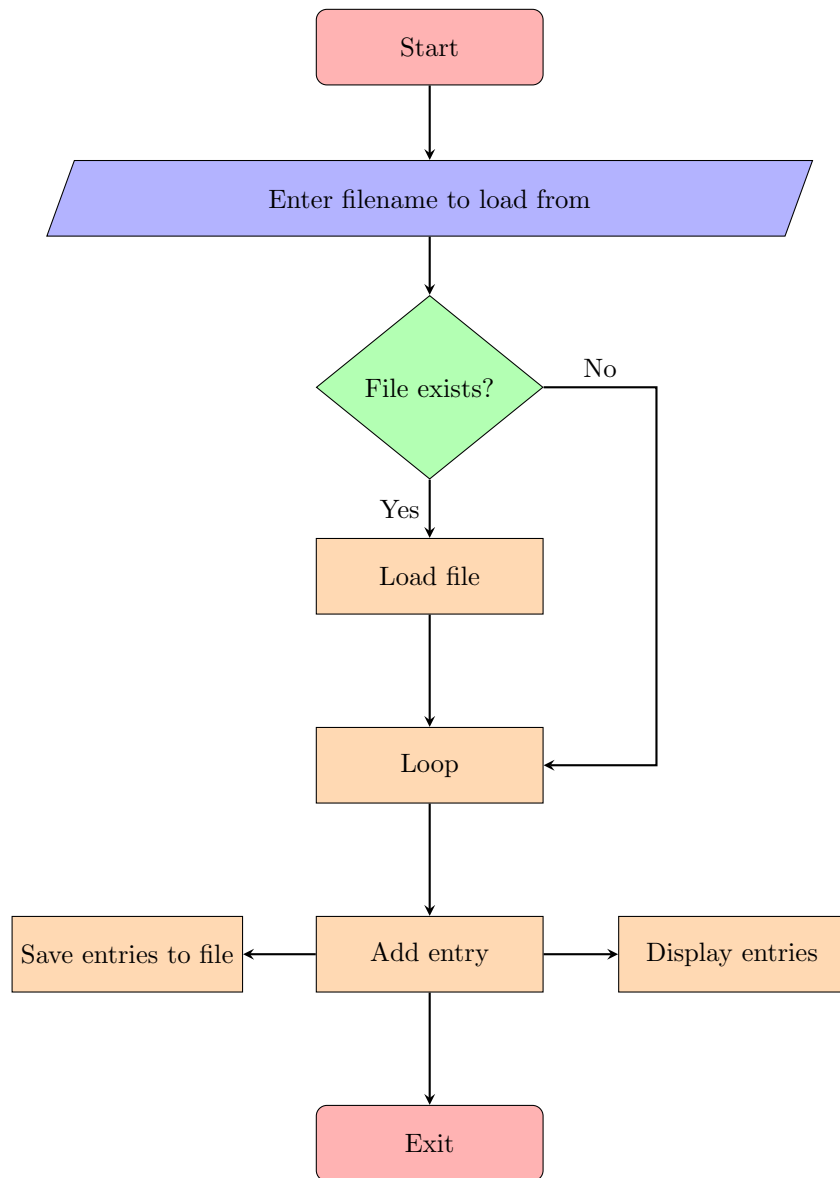 Start
Enter filename to load from
File exists?
No
Yes
Load file
Loop
Save entries to file
Add entry
Display entries
Exit